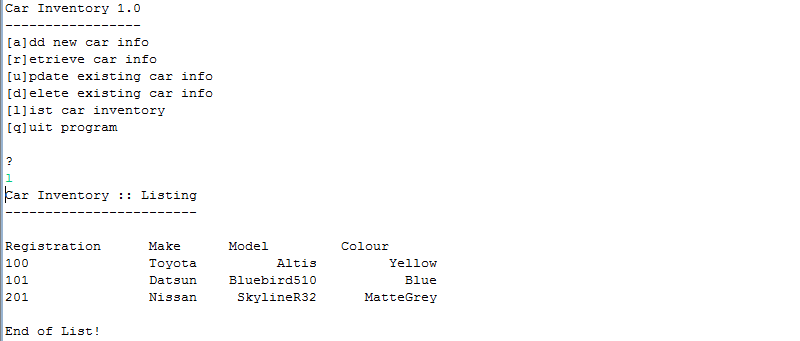 Car Inventory 1.0
-----------------
[a]dd new car info
[r]etrieve car info
[u]pdate existing car info
[d]elete existing car info
[l]ist car inventory
[q]uit program
?
l
Car Inventory :: Listing
------------------------
Registration      Make      Model         Colour
100               Toyota          Altis         Yellow
101               Datsun    Bluebird510           Blue
201               Nissan     SkylineR32      MatteGrey
End of List!